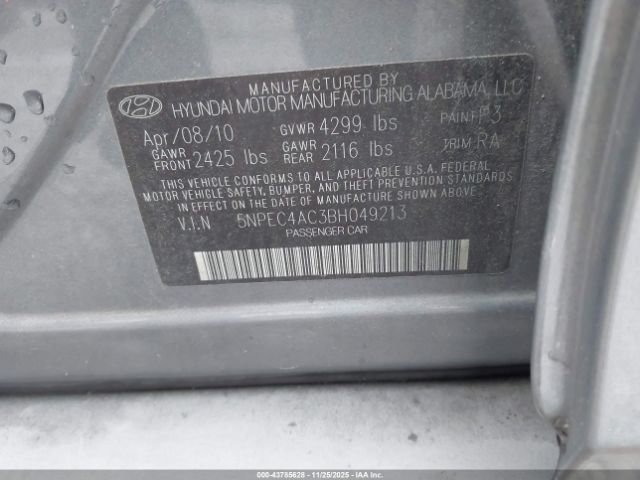 MANUFACTURED BY
HYUNDAI MOTOR MANUFACTURING ALABAMA, LLC
Apr/08/10 GVWR 4299 lbs PAINT P3
GAWR FRONT 2425 lbs GAWR REAR 2116 lbs TRIM RA
THIS VEHICLE CONFORMS TO ALL APPLICABLE U.S.A. FEDERAL
MOTOR VEHICLE SAFETY, BUMPER, AND THEFT PREVENTION STANDARDS
IN EFFECT ON THE DATE OF MANUFACTURE SHOWN ABOVE.
V.I.N 5NPEC4AC3BH049213
PASSENGER CAR
000-43785628 - 11/25/2025 - IAAI.COM